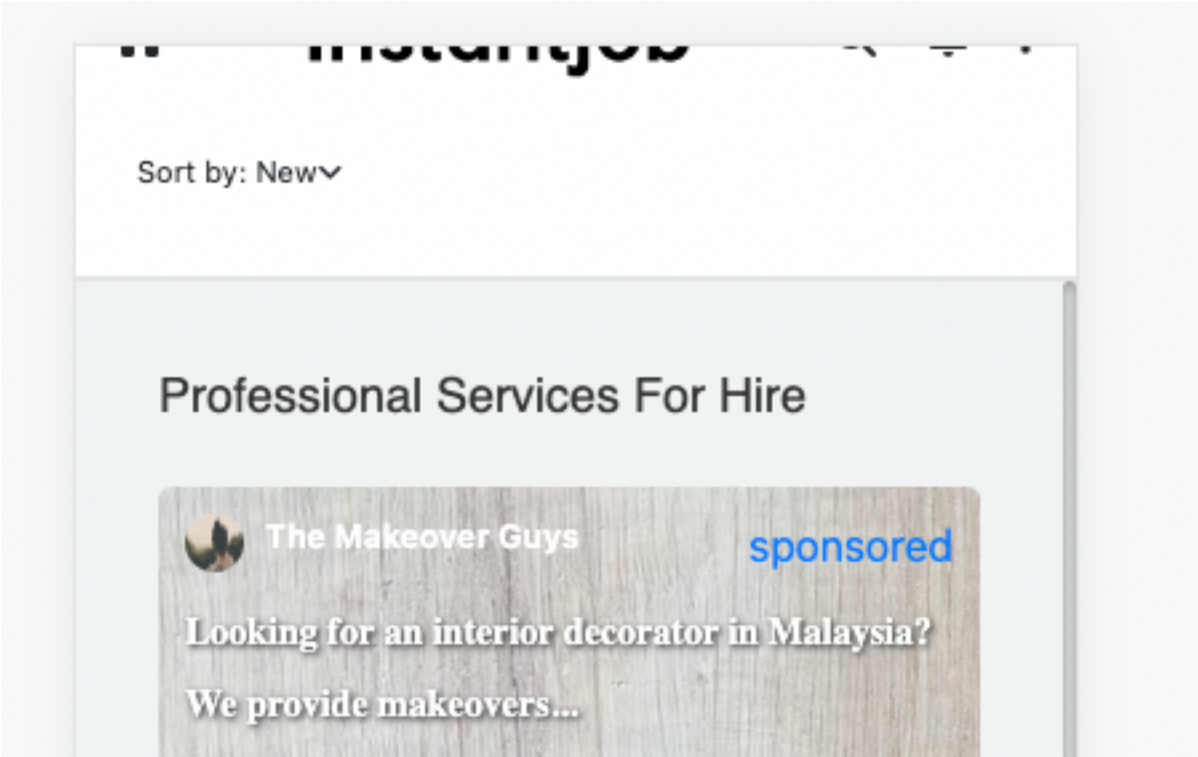 instantjob
Sort by: New
Professional Services For Hire
The Makeover Guys
sponsored
Looking for an interior decorator in Malaysia?
We provide makeovers...